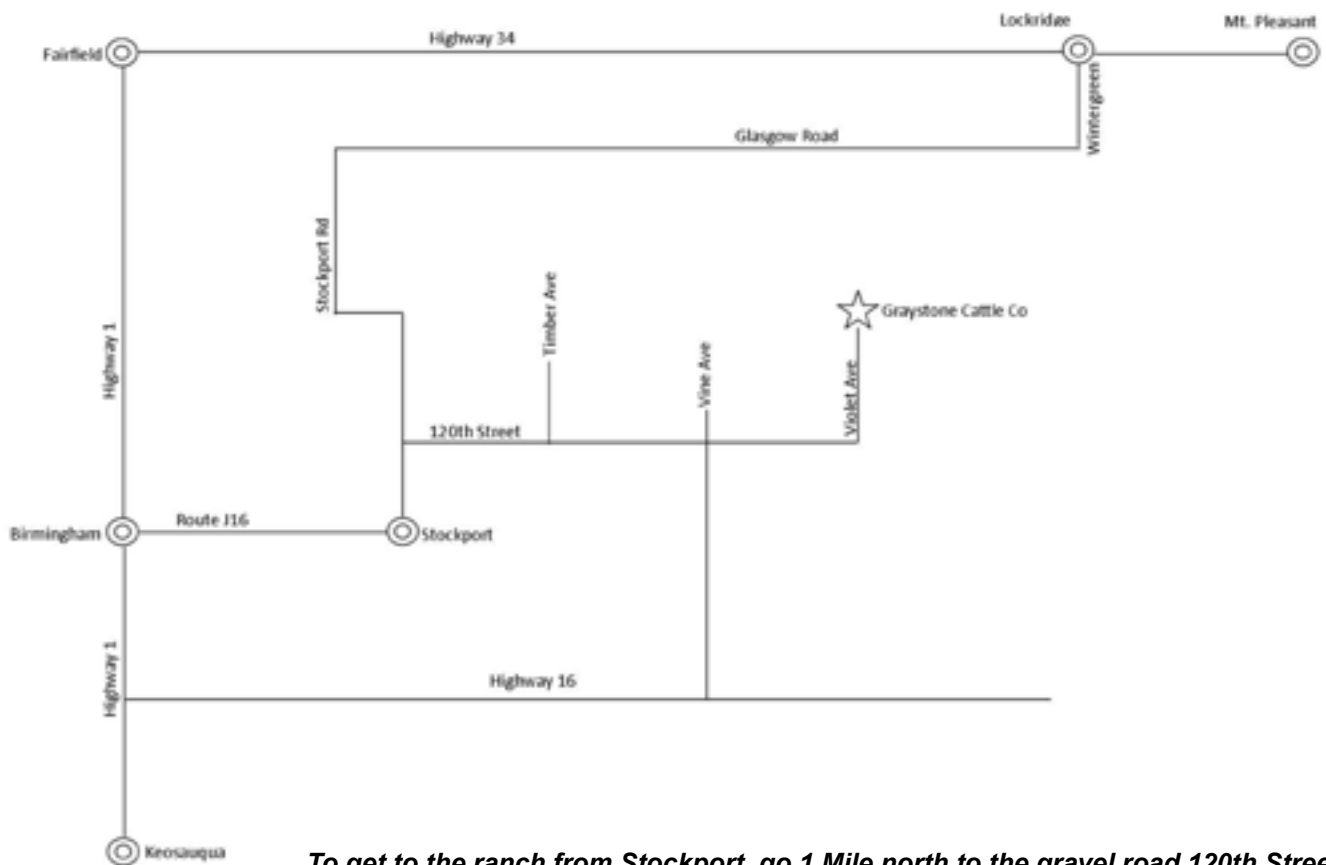 Lockridge
Mt. Pleasant
Highway 34
Fairfield
Wintergreen
Glasgow Road
Stockport Rd
Timber Ave
Graystone Cattle Co
Highway 1
Vine Ave
Violet Ave
120th Street
Route J16
Birmingham
Stockport
Highway 1
Highway 16
Keosauqua
To get to the ranch from Stockport, go 1 Mile north to the gravel road 120th Stree